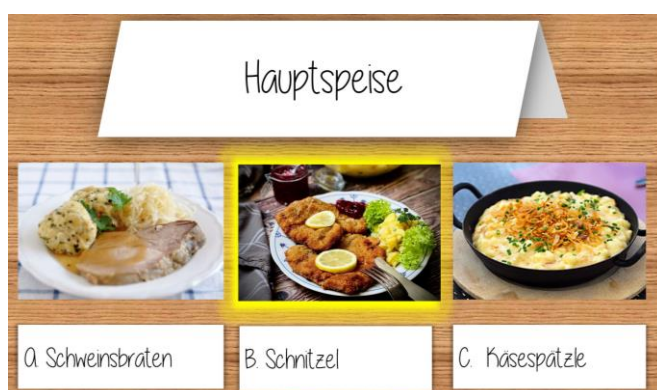 Hauptspeise
a. Schweinsbraten
B. Schnitzel
C. Käsespätzle